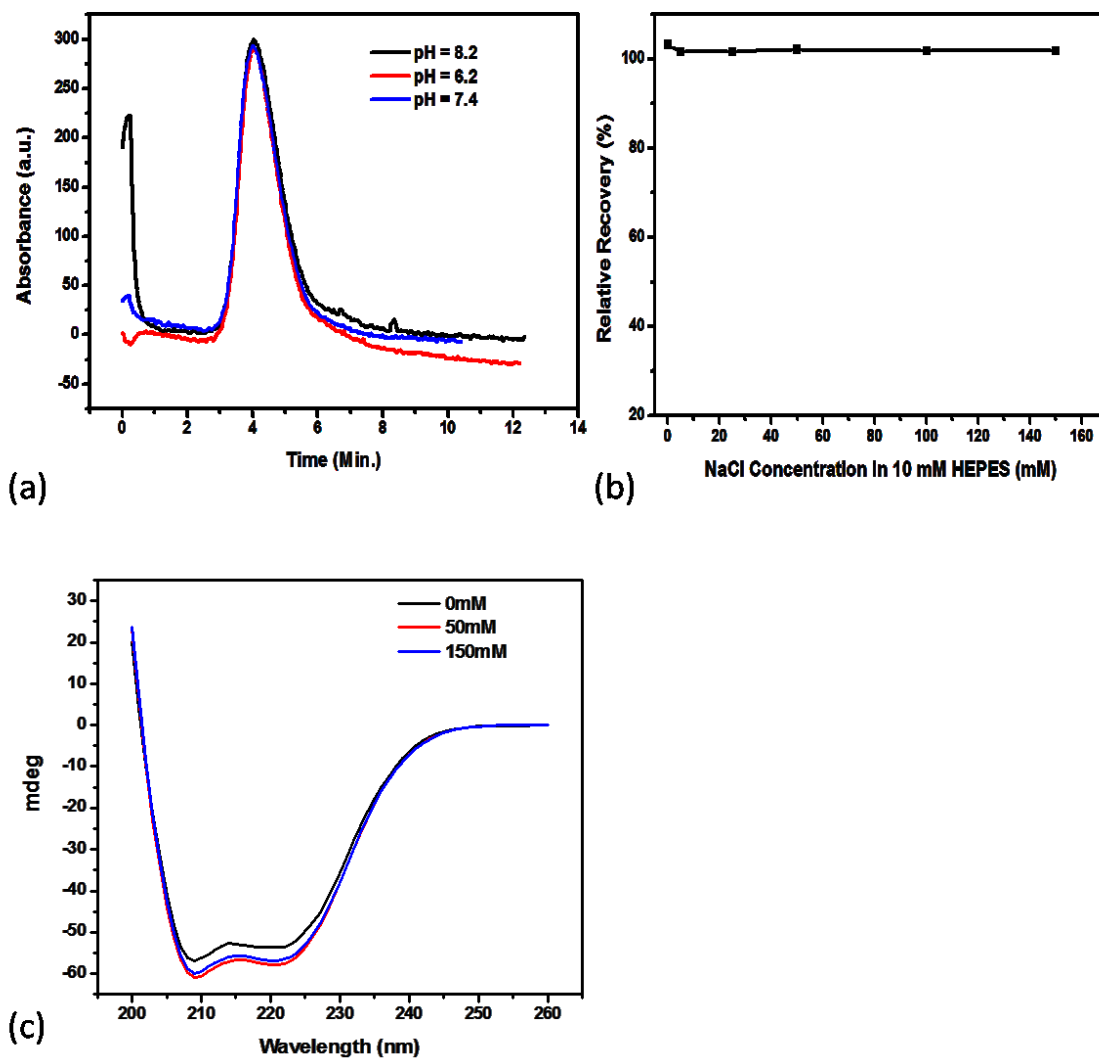 300
250
200
150
100
50
0
-50
Absorbance (a.u.)
pH = 8.2
pH = 6.2
pH = 7.4
0 2 4 6 8 10 12 14
Time (Min.)
(a)
100
80
60
40
20
Relative Recovery (%)
0 20 40 60 80 100 120 140 160
NaCl Concentration in 10 mM HEPES (mM)
(b)
30
20
10
0
-10
-20
-30
-40
-50
-60
mdeg
0mM
50mM
150mM
200 210 220 230 240 250 260
Wavelength (nm)
(c)